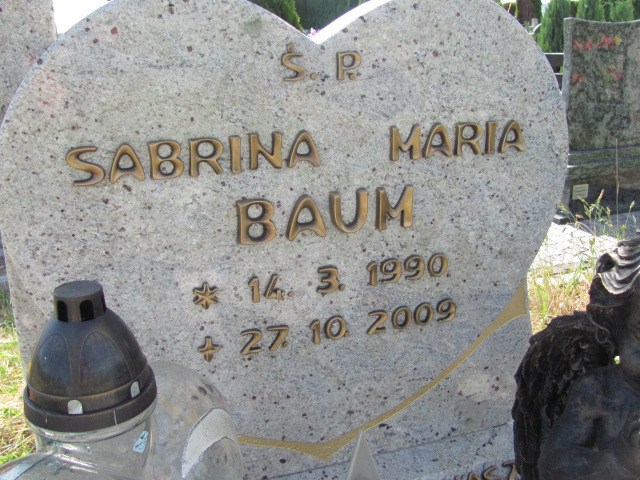 Ś. P.
SABRINA MARIA
BAUM
* 14. 3. 1990.
+ 27. 10. 2009